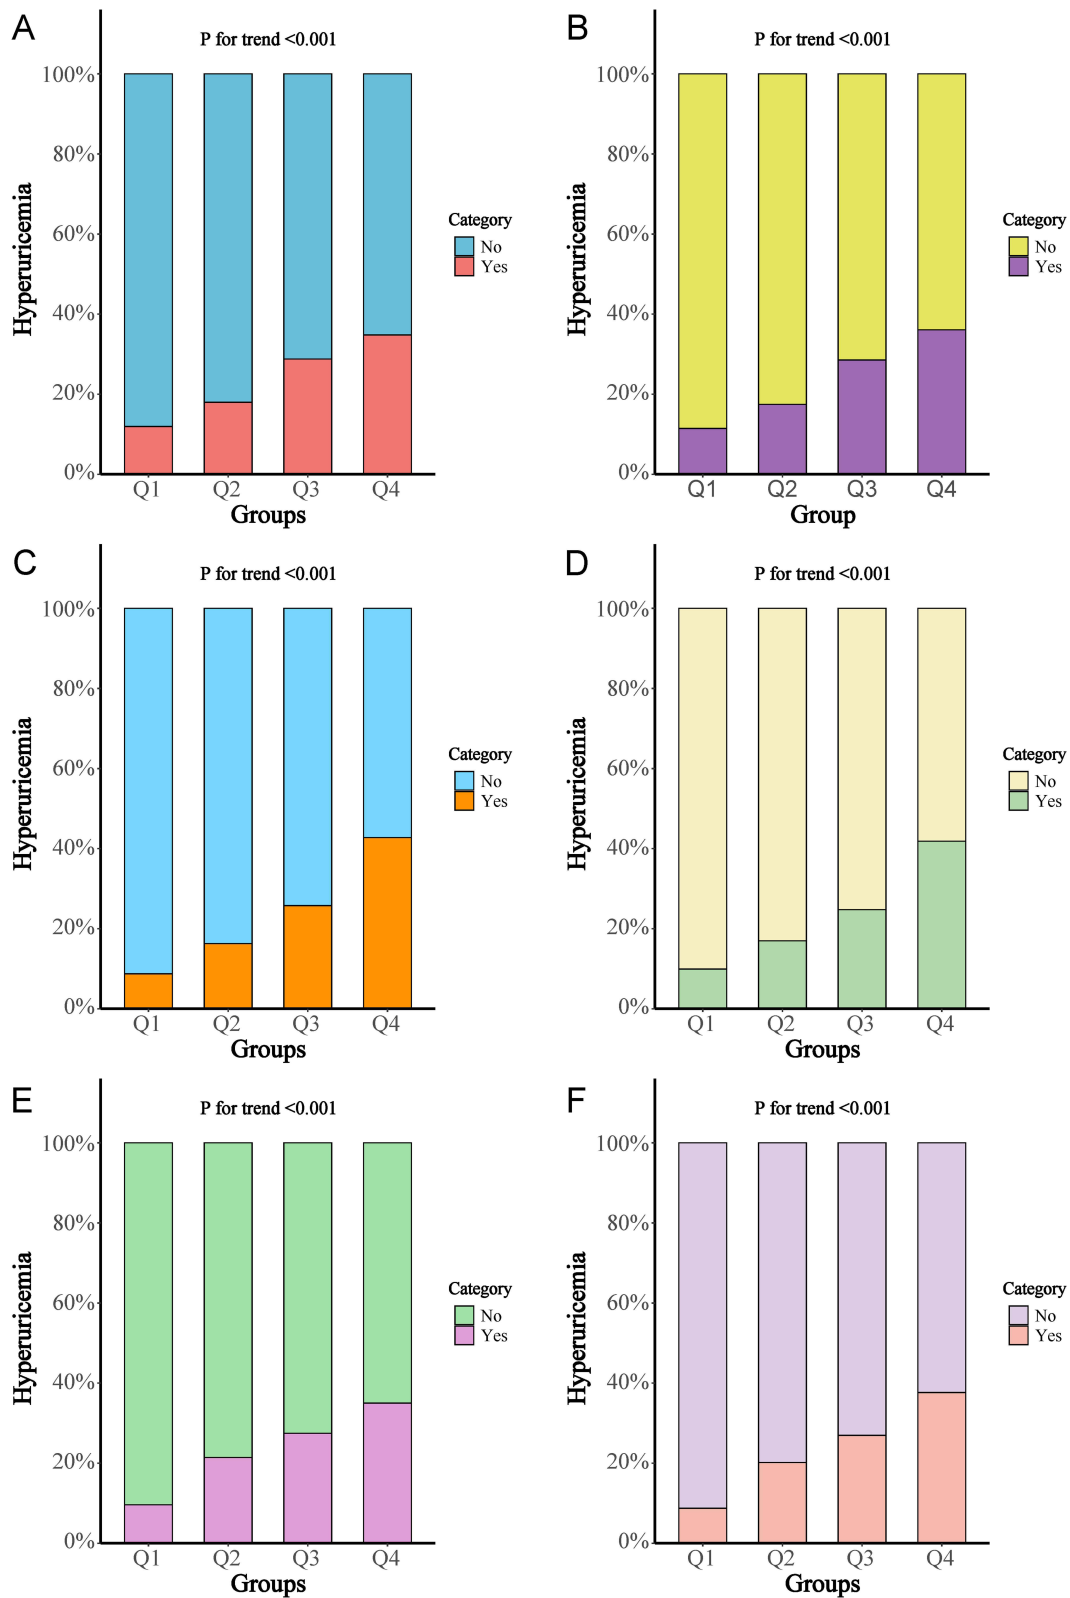 A
P for trend <0.001
100%
80%
60%
40%
20%
0%
Hyperuricemia
Q1 Q2 Q3 Q4
Groups
Category
No
Yes
B
P for trend <0.001
100%
80%
60%
40%
20%
0%
Hyperuricemia
Q1 Q2 Q3 Q4
Group
Category
No
Yes
C
P for trend <0.001
100%
80%
60%
40%
20%
0%
Hyperuricemia
Q1 Q2 Q3 Q4
Groups
Category
No
Yes
D
P for trend <0.001
100%
80%
60%
40%
20%
0%
Hyperuricemia
Q1 Q2 Q3 Q4
Groups
Category
No
Yes
E
P for trend <0.001
100%
80%
60%
40%
20%
0%
Hyperuricemia
Q1 Q2 Q3 Q4
Groups
Category
No
Yes
F
P for trend <0.001
100%
80%
60%
40%
20%
0%
Hyperuricemia
Q1 Q2 Q3 Q4
Groups
Category
No
Yes